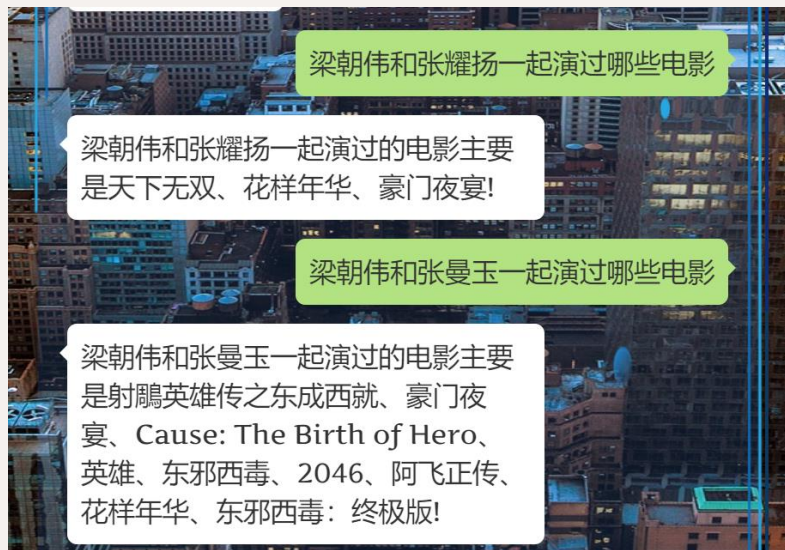 梁朝伟和张耀扬一起演过哪些电影
梁朝伟和张耀扬一起演过的电影主要
是天下无双、花样年华、豪门夜宴!
梁朝伟和张曼玉一起演过哪些电影
梁朝伟和张曼玉一起演过的电影主要
是射鵰英雄传之东成西就、豪门夜
宴、Cause: The Birth of Hero、
英雄、东邪西毒、2046、阿飞正传、
花样年华、东邪西毒：终极版!